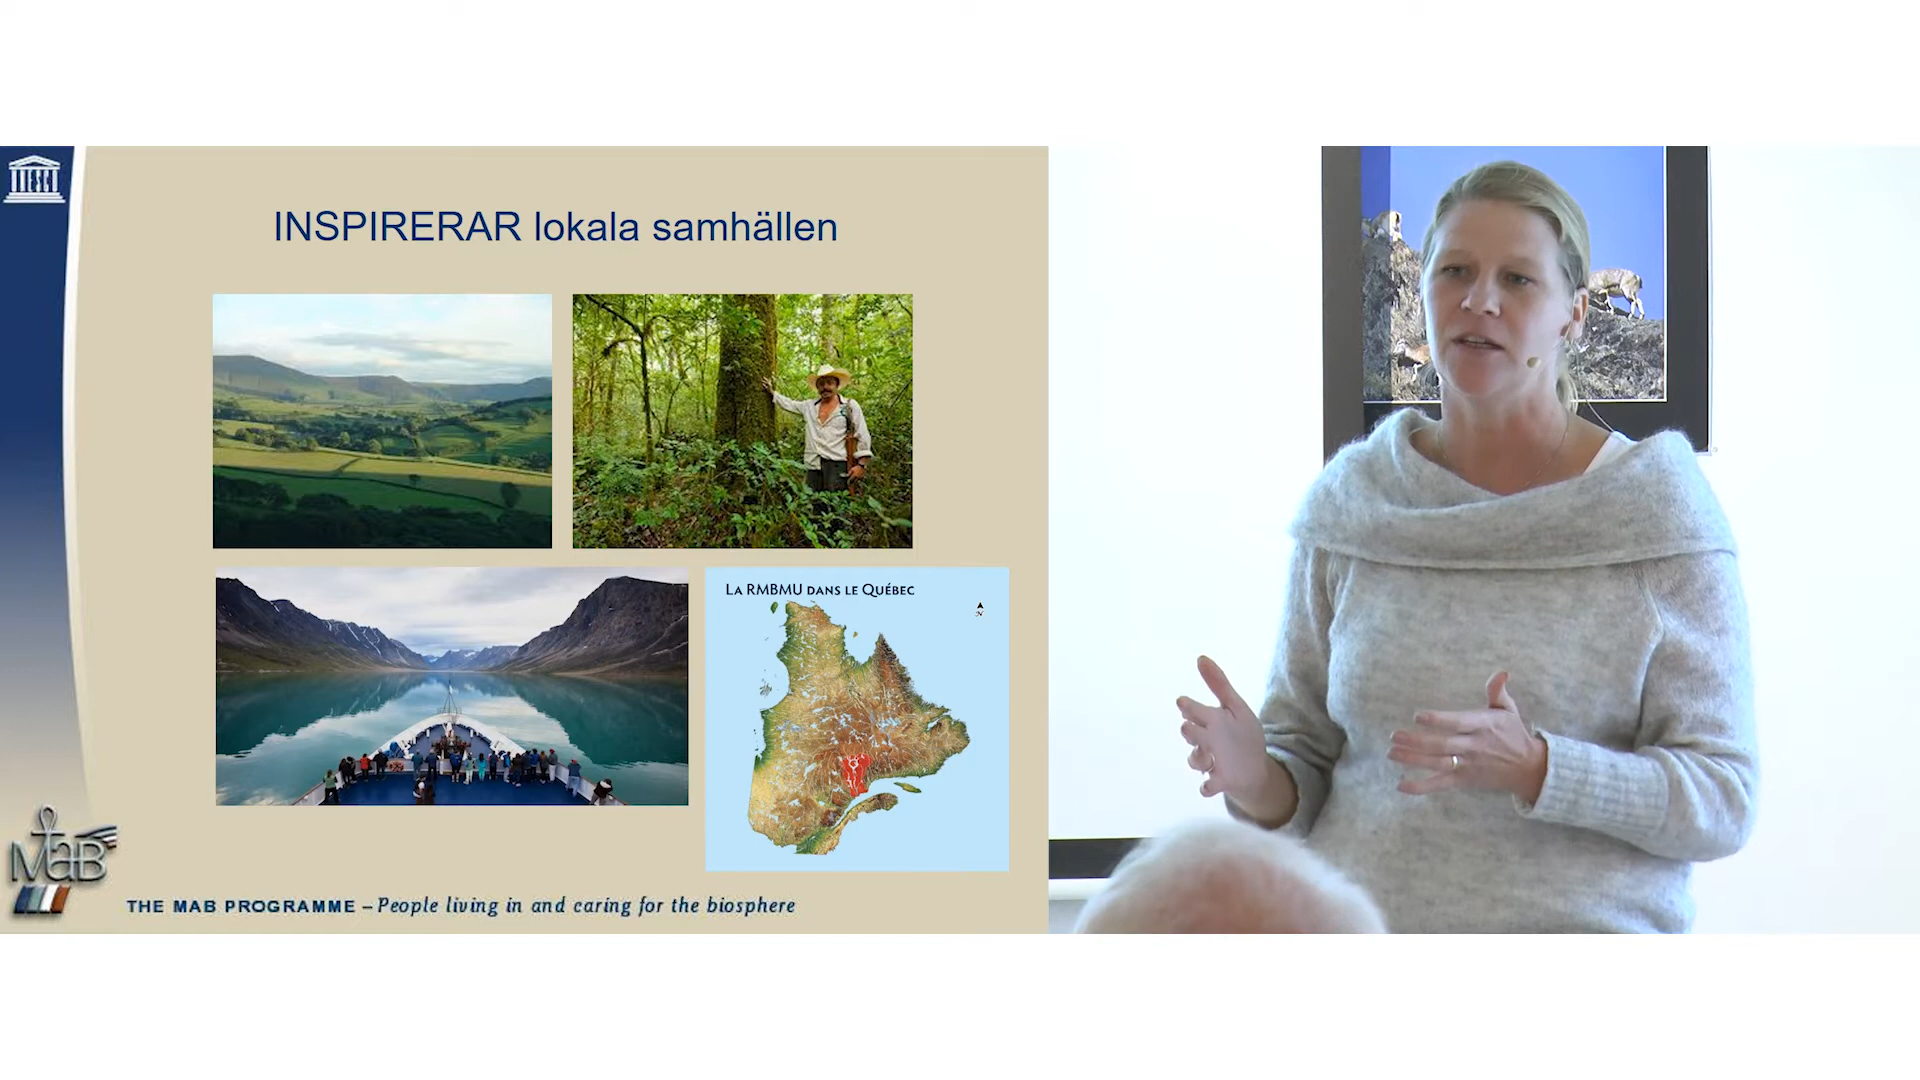 UNESCO
INSPIRERAR lokala samhällen
LA RMBMU DANS LE QUÉBEC
N
MaB
THE MAB PROGRAMME – People living in and caring for the biosphere